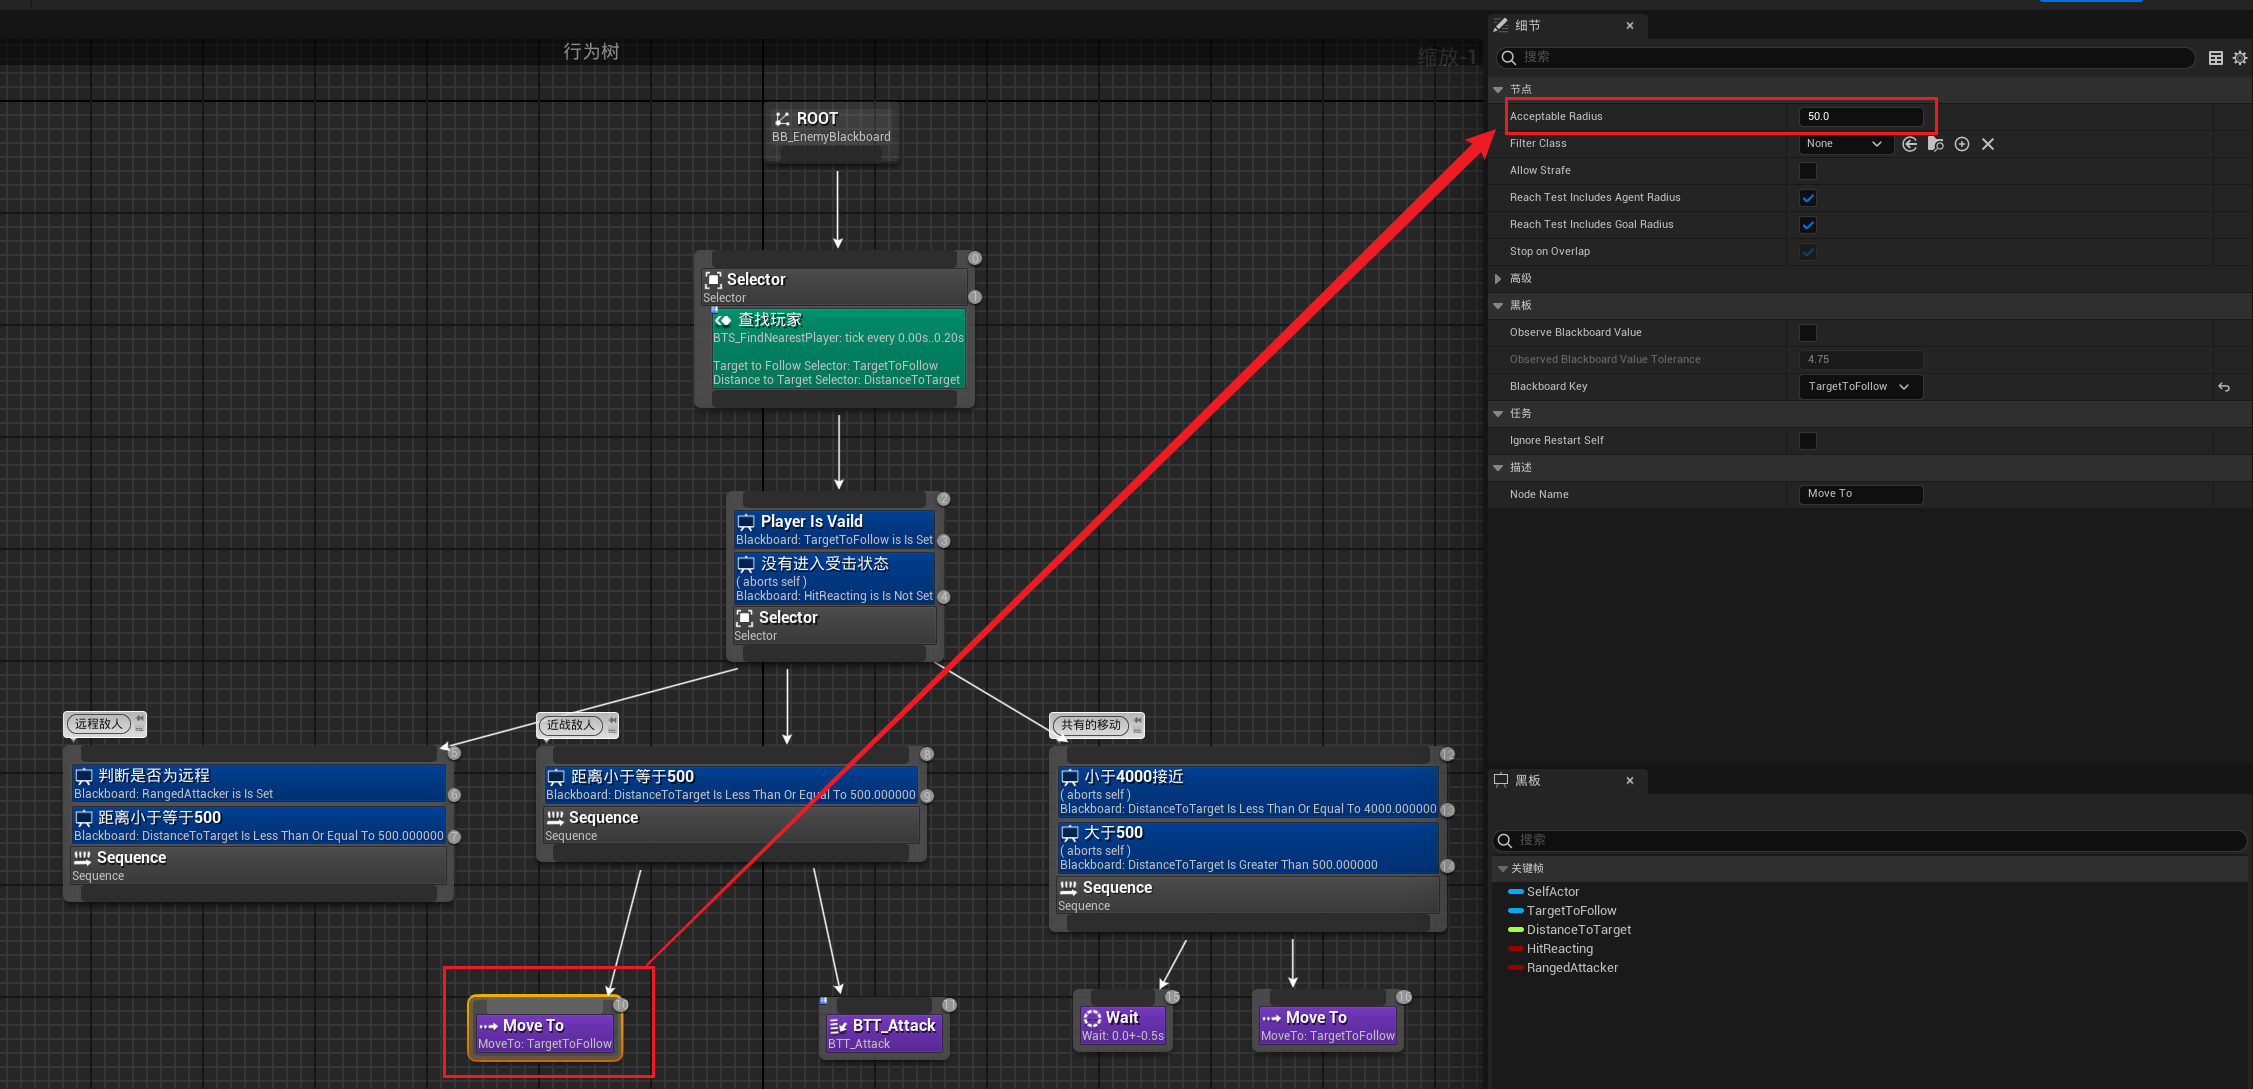 行为树
缩放-1
ROOT
BB_EnemyBlackboard
0
Selector
Selector
1
查找玩家
BTS_FindNearestPlayer: tick every 0.00s..0.20s
Target to Follow Selector: TargetToFollow
Distance to Target Selector: DistanceToTarget
2
Player Is Vaild
Blackboard: TargetToFollow is Is Set
3
没有进入受击状态
( aborts self )
Blackboard: HitReacting is Is Not Set
4
Selector
Selector
远程敌人
5
判断是否为远程
Blackboard: RangedAttacker is Is Set
6
距离小于等于500
Blackboard: DistanceToTarget Is Less Than Or Equal To 500.000000
7
Sequence
Sequence
近战敌人
8
距离小于等于500
Blackboard: DistanceToTarget Is Less Than Or Equal To 500.000000
9
Sequence
Sequence
共有的移动
12
小于4000接近
( aborts self )
Blackboard: DistanceToTarget Is Less Than Or Equal To 4000.000000
13
大于500
( aborts self )
Blackboard: DistanceToTarget Is Greater Than 500.000000
14
Sequence
Sequence
10
Move To
MoveTo: TargetToFollow
11
BTT_Attack
BTT_Attack
15
Wait
Wait: 0.0+-0.5s
16
Move To
MoveTo: TargetToFollow
细节
搜索
节点
Acceptable Radius 50.0
Filter Class None
Allow Strafe
Reach Test Includes Agent Radius
Reach Test Includes Goal Radius
Stop on Overlap
高级
黑板
Observe Blackboard Value
Observed Blackboard Value Tolerance 4.75
Blackboard Key TargetToFollow
任务
Ignore Restart Self
描述
Node Name Move To
黑板
搜索
关键帧
SelfActor
TargetToFollow
DistanceToTarget
HitReacting
RangedAttacker